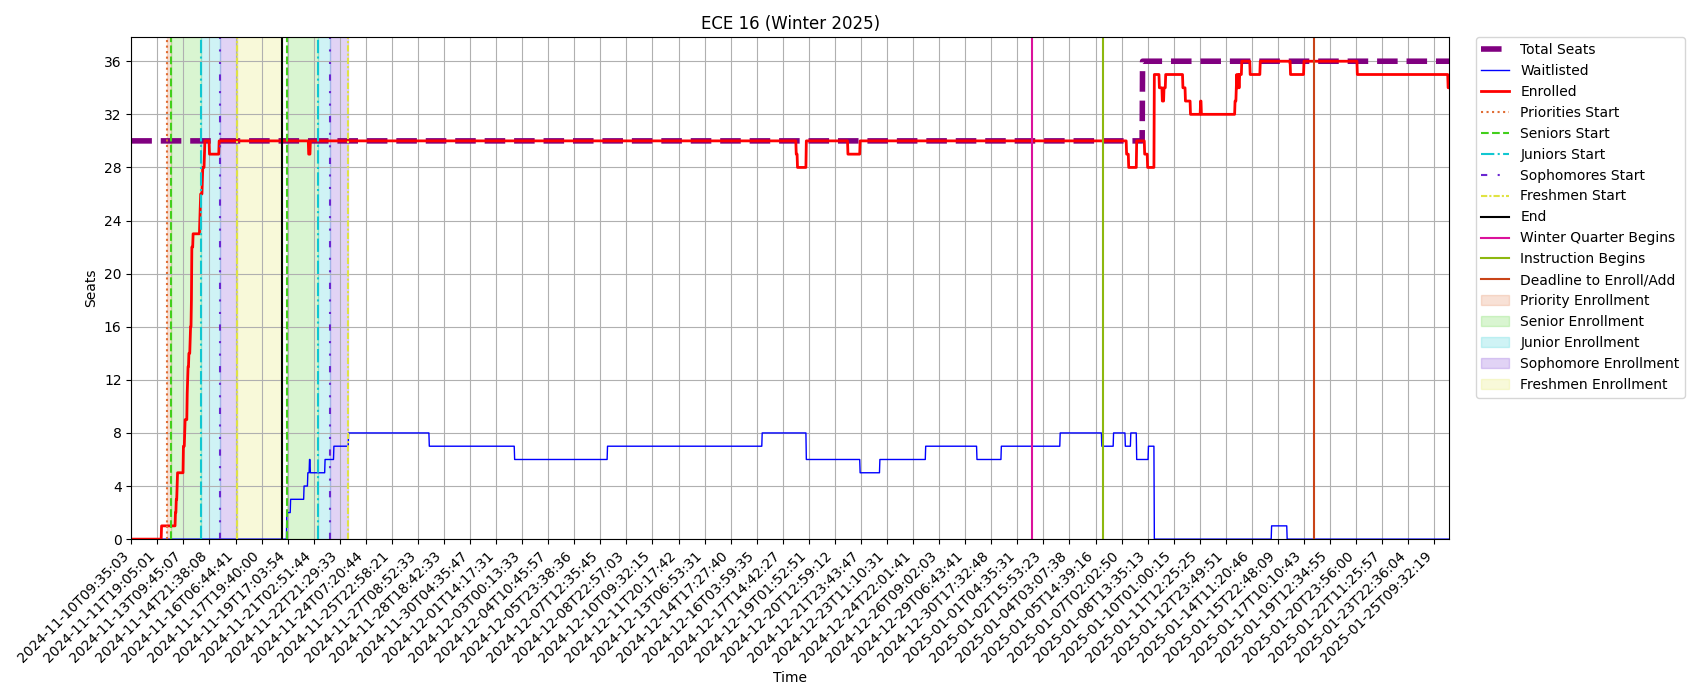 ECE 16 (Winter 2025)
Seats
36
32
28
24
20
16
12
8
4
0
2024-11-10T09:35:03
2024-11-11T19:05:01
2024-11-13T09:45:07
2024-11-14T21:38:08
2024-11-16T06:44:41
2024-11-17T19:40:00
2024-11-19T17:03:54
2024-11-21T02:51:44
2024-11-22T21:29:33
2024-11-24T07:20:44
2024-11-25T22:58:21
2024-11-27T08:52:33
2024-11-28T18:42:35
2024-11-30T04:35:47
2024-12-01T14:17:31
2024-12-03T00:13:33
2024-12-04T10:45:57
2024-12-05T23:38:36
2024-12-07T12:35:45
2024-12-08T22:57:03
2024-12-10T09:32:15
2024-12-11T20:17:42
2024-12-13T06:53:31
2024-12-14T17:27:40
2024-12-16T03:59:35
2024-12-17T14:42:27
2024-12-19T01:52:51
2024-12-20T12:59:12
2024-12-21T23:43:47
2024-12-23T11:10:31
2024-12-24T22:01:41
2024-12-26T09:02:03
2024-12-29T06:43:41
2024-12-30T17:32:48
2025-01-01T04:35:31
2025-01-02T15:53:23
2025-01-04T03:07:38
2025-01-05T14:39:16
2025-01-07T02:02:50
2025-01-08T13:35:13
2025-01-10T01:00:15
2025-01-11T12:25:25
2025-01-12T23:49:51
2025-01-14T11:20:46
2025-01-15T22:48:09
2025-01-17T10:10:43
2025-01-19T12:34:55
2025-01-20T23:56:00
2025-01-22T11:25:57
2025-01-23T22:36:04
2025-01-25T09:32:19
Time
Total Seats
Waitlisted
Enrolled
Priorities Start
Seniors Start
Juniors Start
Sophomores Start
Freshmen Start
End
Winter Quarter Begins
Instruction Begins
Deadline to Enroll/Add
Priority Enrollment
Senior Enrollment
Junior Enrollment
Sophomore Enrollment
Freshmen Enrollment